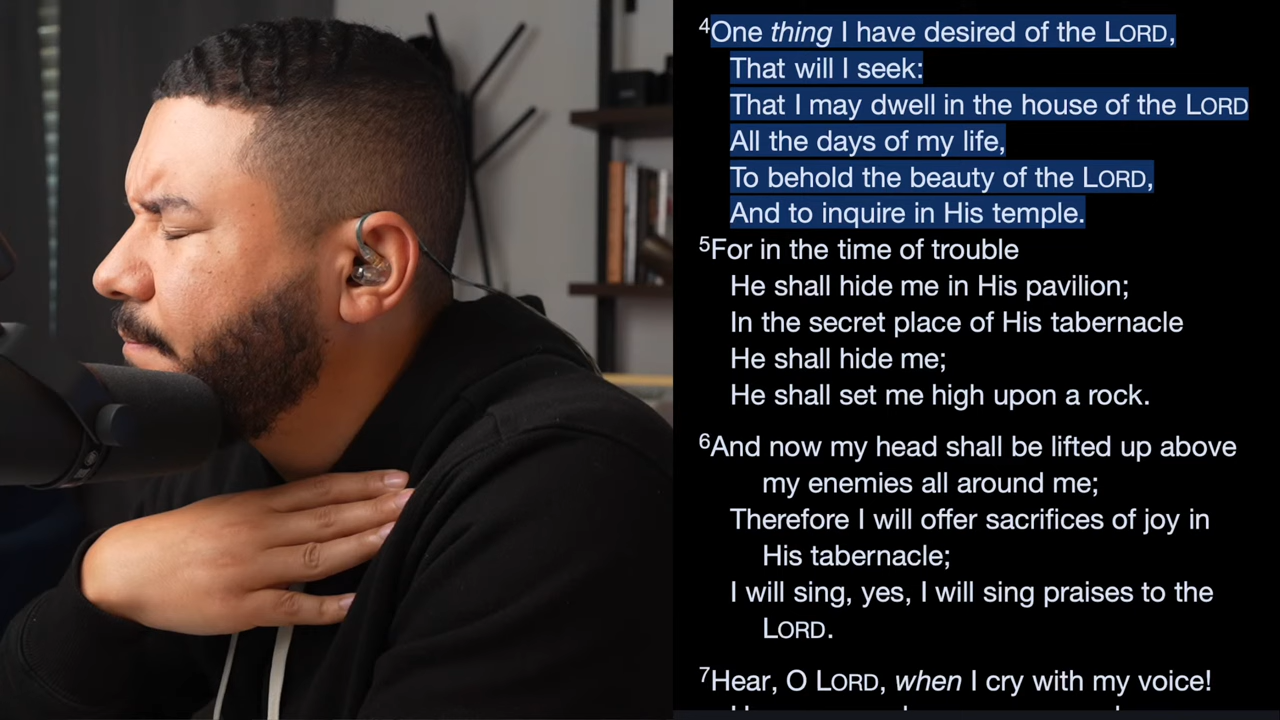 4One thing I have desired of the LORD,
That will I seek:
That I may dwell in the house of the LORD
All the days of my life,
To behold the beauty of the LORD,
And to inquire in His temple.
5For in the time of trouble
He shall hide me in His pavilion;
In the secret place of His tabernacle
He shall hide me;
He shall set me high upon a rock.
6And now my head shall be lifted up above
my enemies all around me;
Therefore I will offer sacrifices of joy in
His tabernacle;
I will sing, yes, I will sing praises to the
LORD.
7Hear, O LORD, when I cry with my voice!